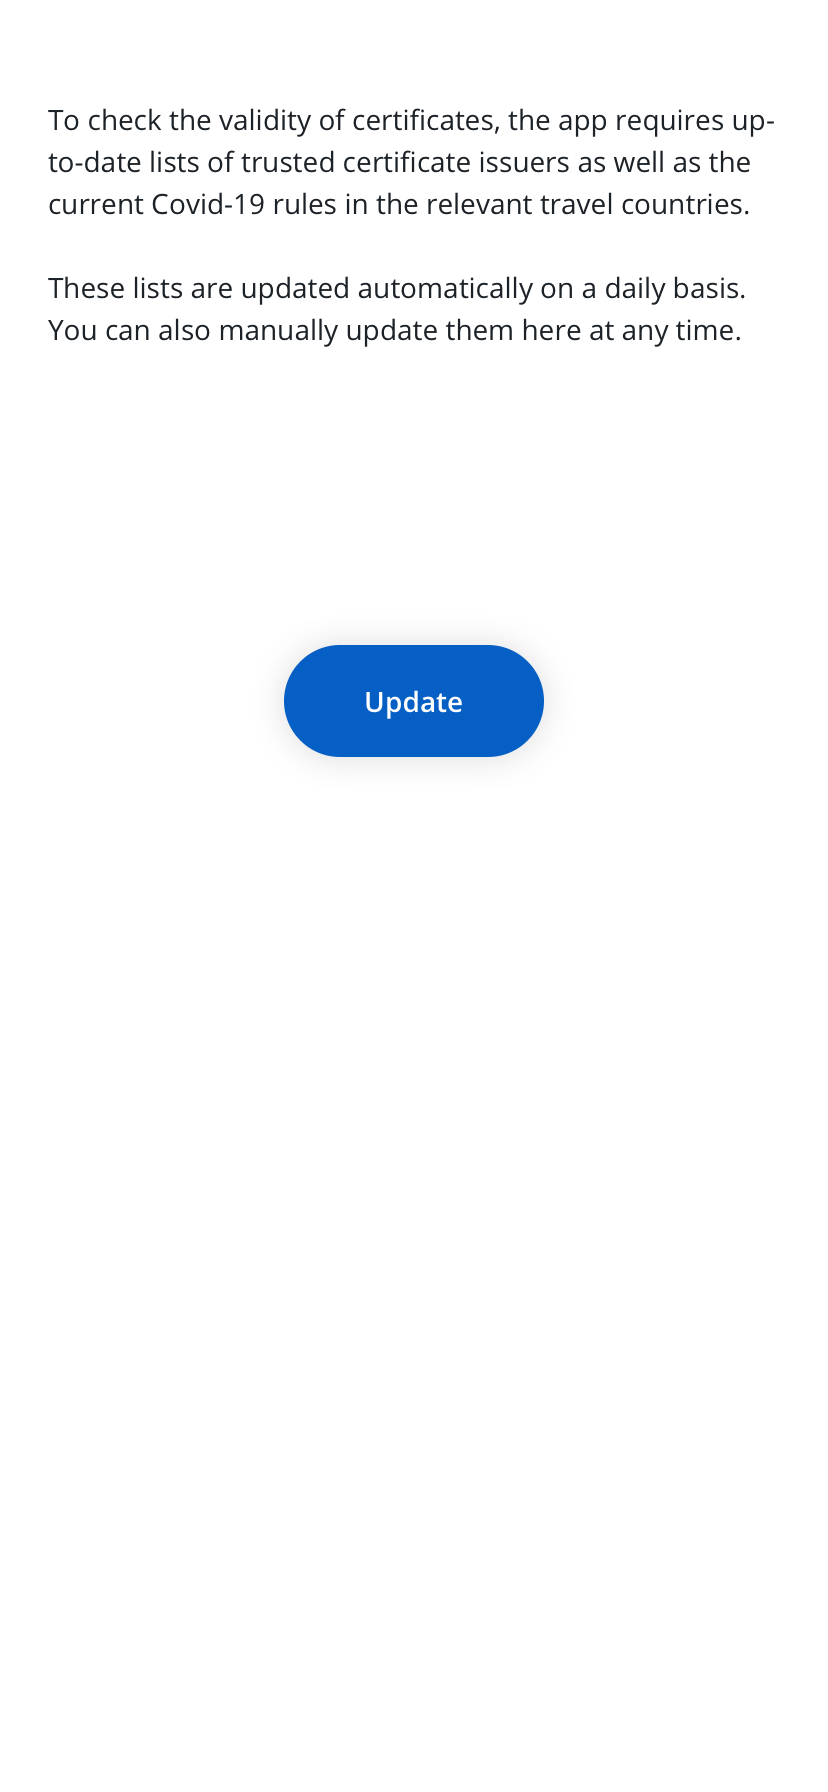 To check the validity of certificates, the app requires up-
to-date lists of trusted certificate issuers as well as the
current Covid-19 rules in the relevant travel countries.
These lists are updated automatically on a daily basis.
You can also manually update them here at any time.
Update